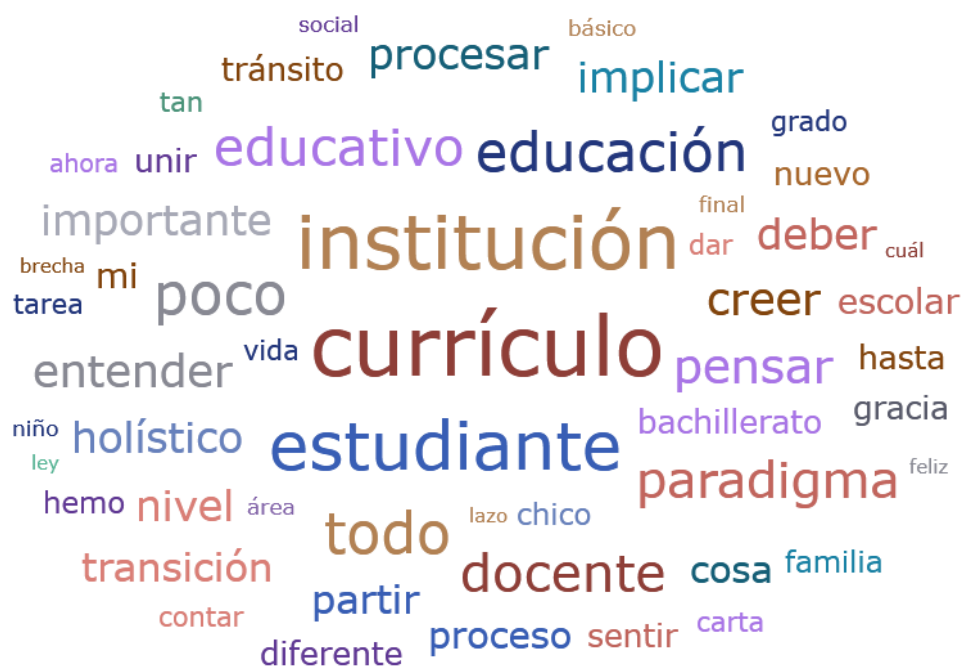 social
básico
tránsito procesar implicar
tan grado
ahora unir educativo educación nuevo
importante institución final
dar deber cuál
brecha mi
tarea poco creer escolar
entender vida currículo pensar hasta
niño holístico estudiante bachillerato gracia
ley paradigma feliz
hemo nivel área todo lazo chico
transición docente cosa familia
contar partir
diferente proceso sentir carta